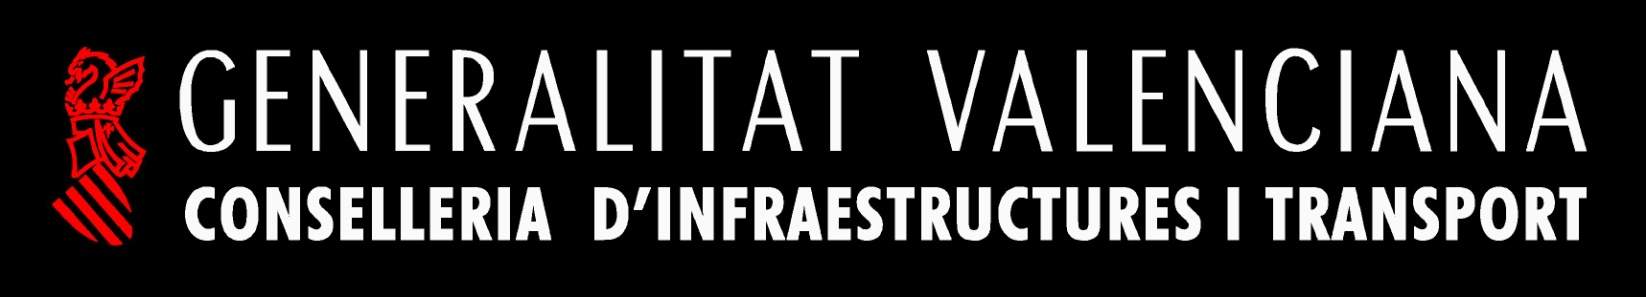 GENERALITAT VALENCIANA
CONSELLERIA D'INFRAESTRUCTURES I TRANSPORT